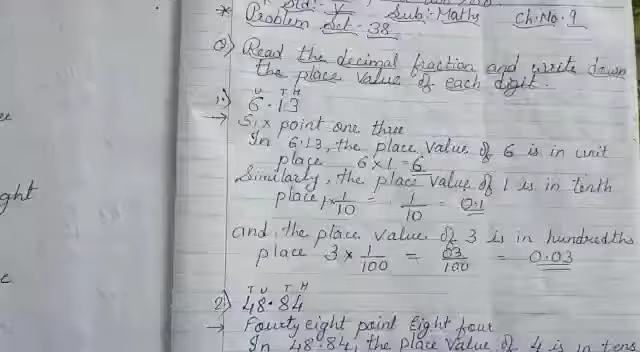 Std:- V Sub:- Maths Ch.No. 9
* Problem Set - 38
Q) Read the decimal fraction and write down
the place value of each digit.
U T H
1.) 6.13
→ Six point one three
In 6.13, the place value of 6 is in unit
place 6 × 1 = 6
Similarly, the place value of 1 is in tenth
place, 1 × 1/10 = 1/10 = 0.1
and, the place value of 3 is in hundredths
place 3 × 1/100 = 03/100 = 0.03
T U T H
2.) 48.84
→ Fourty eight point Eight four
In 48.84, the place value of 4 is in tens
ght